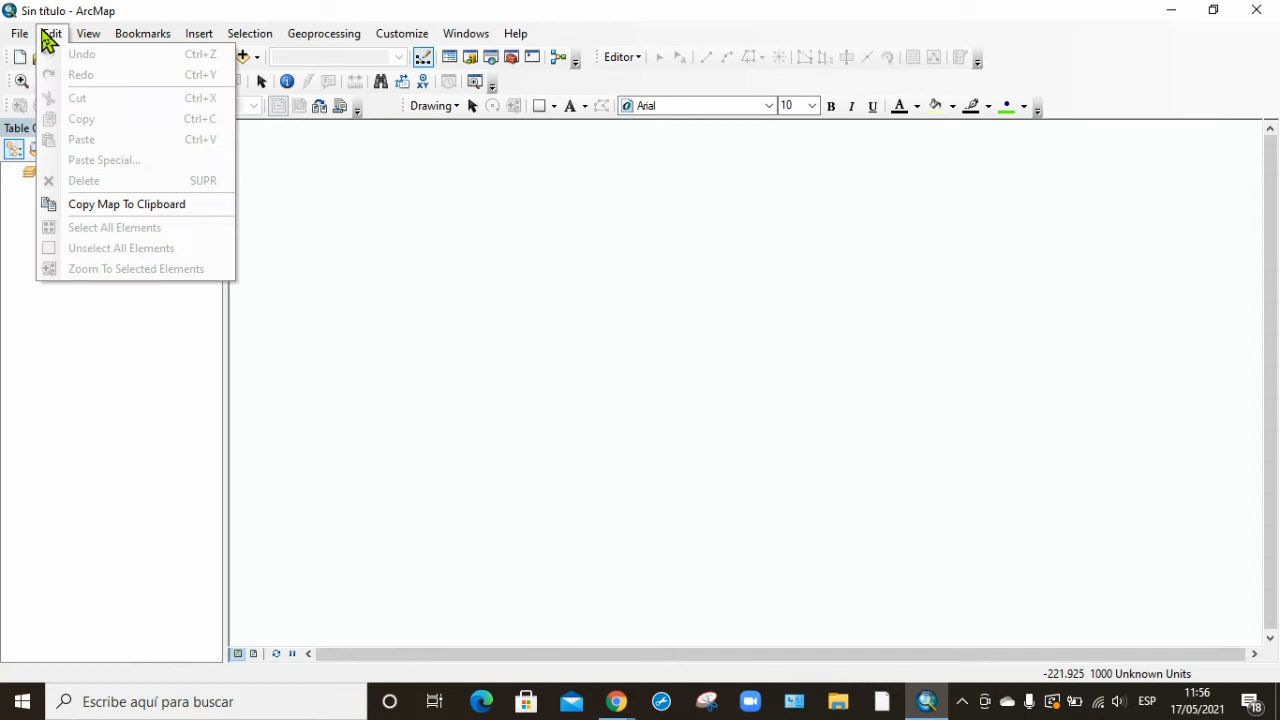 Sin título - ArcMap
File Edit View Bookmarks Insert Selection Geoprocessing Customize Windows Help
Editor
Drawing Arial 10 B I U A
Table
Undo Ctrl+Z
Redo Ctrl+Y
Cut Ctrl+X
Copy Ctrl+C
Paste Ctrl+V
Paste Special...
Delete SUPR
Copy Map To Clipboard
Select All Elements
Unselect All Elements
Zoom To Selected Elements
-221.925 1000 Unknown Units
Escribe aquí para buscar
ESP
11:56
17/05/2021
18